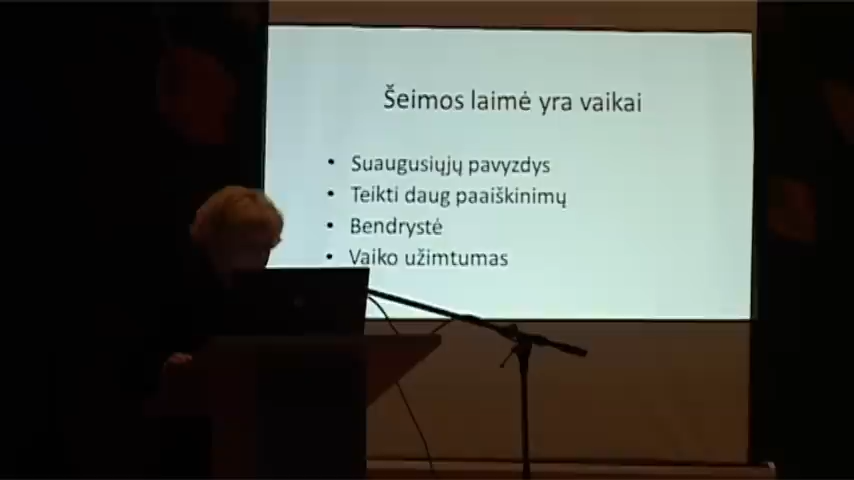 Šeimos laimė yra vaikai
• Suaugusiųjų pavyzdys
• Teikti daug paaiškinimų
• Bendrystė
• Vaiko užimtumas